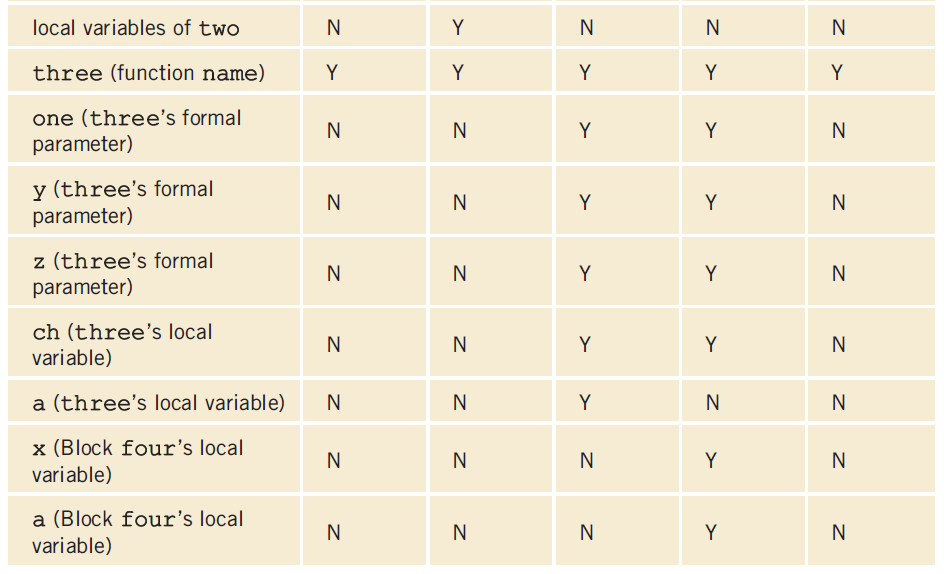 local variables of two N Y N N N
three (function name) Y Y Y Y Y
one (three's formal
parameter) N N Y Y N
y (three's formal
parameter) N N Y Y N
z (three's formal
parameter) N N Y Y N
ch (three's local
variable) N N Y Y N
a (three's local variable) N N Y N N
x (Block four's local
variable) N N N Y N
a (Block four's local
variable) N N N Y N